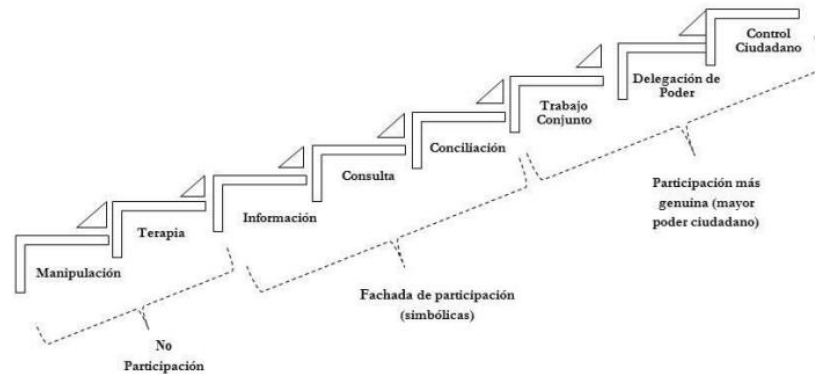 Manipulación
Terapia
Información
Consulta
Conciliación
Trabajo
Conjunto
Delegación de
Poder
Control
Ciudadano
No
Participación
Fachada de participación
(simbólicas)
Participación más
genuina (mayor
poder ciudadano)